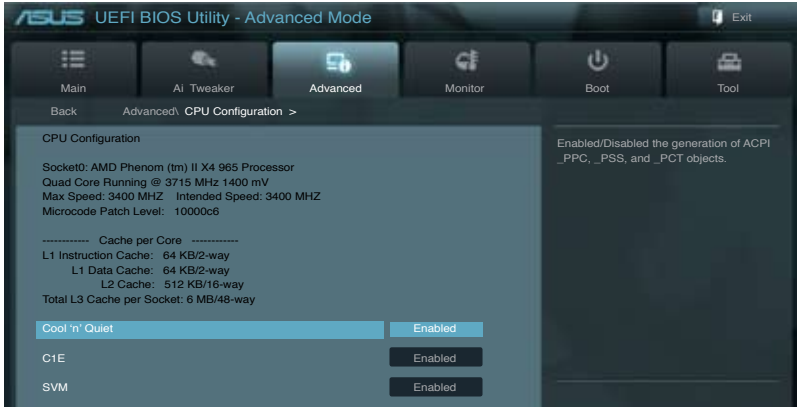 ASUS UEFI BIOS Utility - Advanced Mode
Exit
Main
Ai Tweaker
Advanced
Monitor
Boot
Tool
Back Advanced\ CPU Configuration >
CPU Configuration
Socket0: AMD Phenom (tm) II X4 965 Processor
Quad Core Running @ 3715 MHz 1400 mV
Max Speed: 3400 MHZ Intended Speed: 3400 MHZ
Microcode Patch Level: 10000c6
------------ Cache per Core ------------
L1 Instruction Cache: 64 KB/2-way
L1 Data Cache: 64 KB/2-way
L2 Cache: 512 KB/16-way
Total L3 Cache per Socket: 6 MB/48-way
Cool ‘n’ Quiet Enabled
C1E Enabled
SVM Enabled
Enabled/Disabled the generation of ACPI
_PPC, _PSS, and _PCT objects.